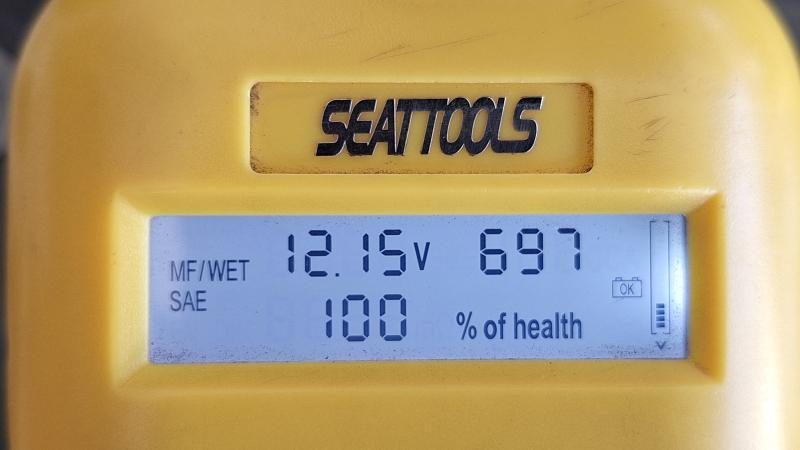 SEATTOOLS
MF/WET 12.15V 697
SAE 100 % of health
OK